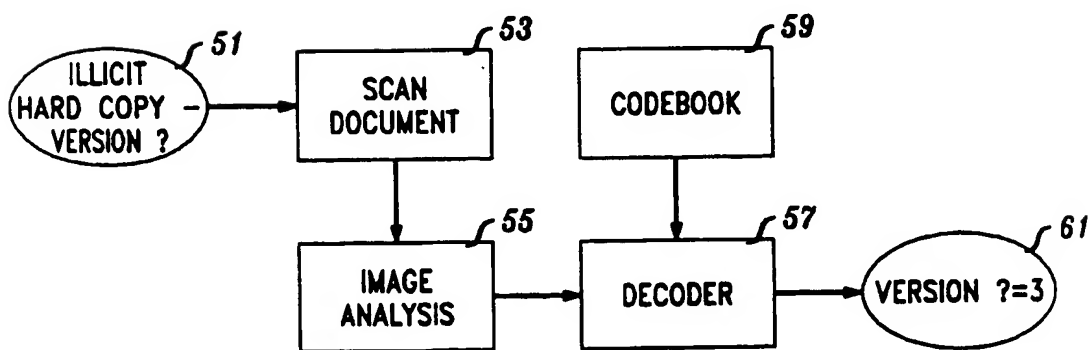 51
ILLICIT
HARD COPY –
VERSION ?
53
SCAN
DOCUMENT
59
CODEBOOK
55
IMAGE
ANALYSIS
57
DECODER
61
VERSION ?=3